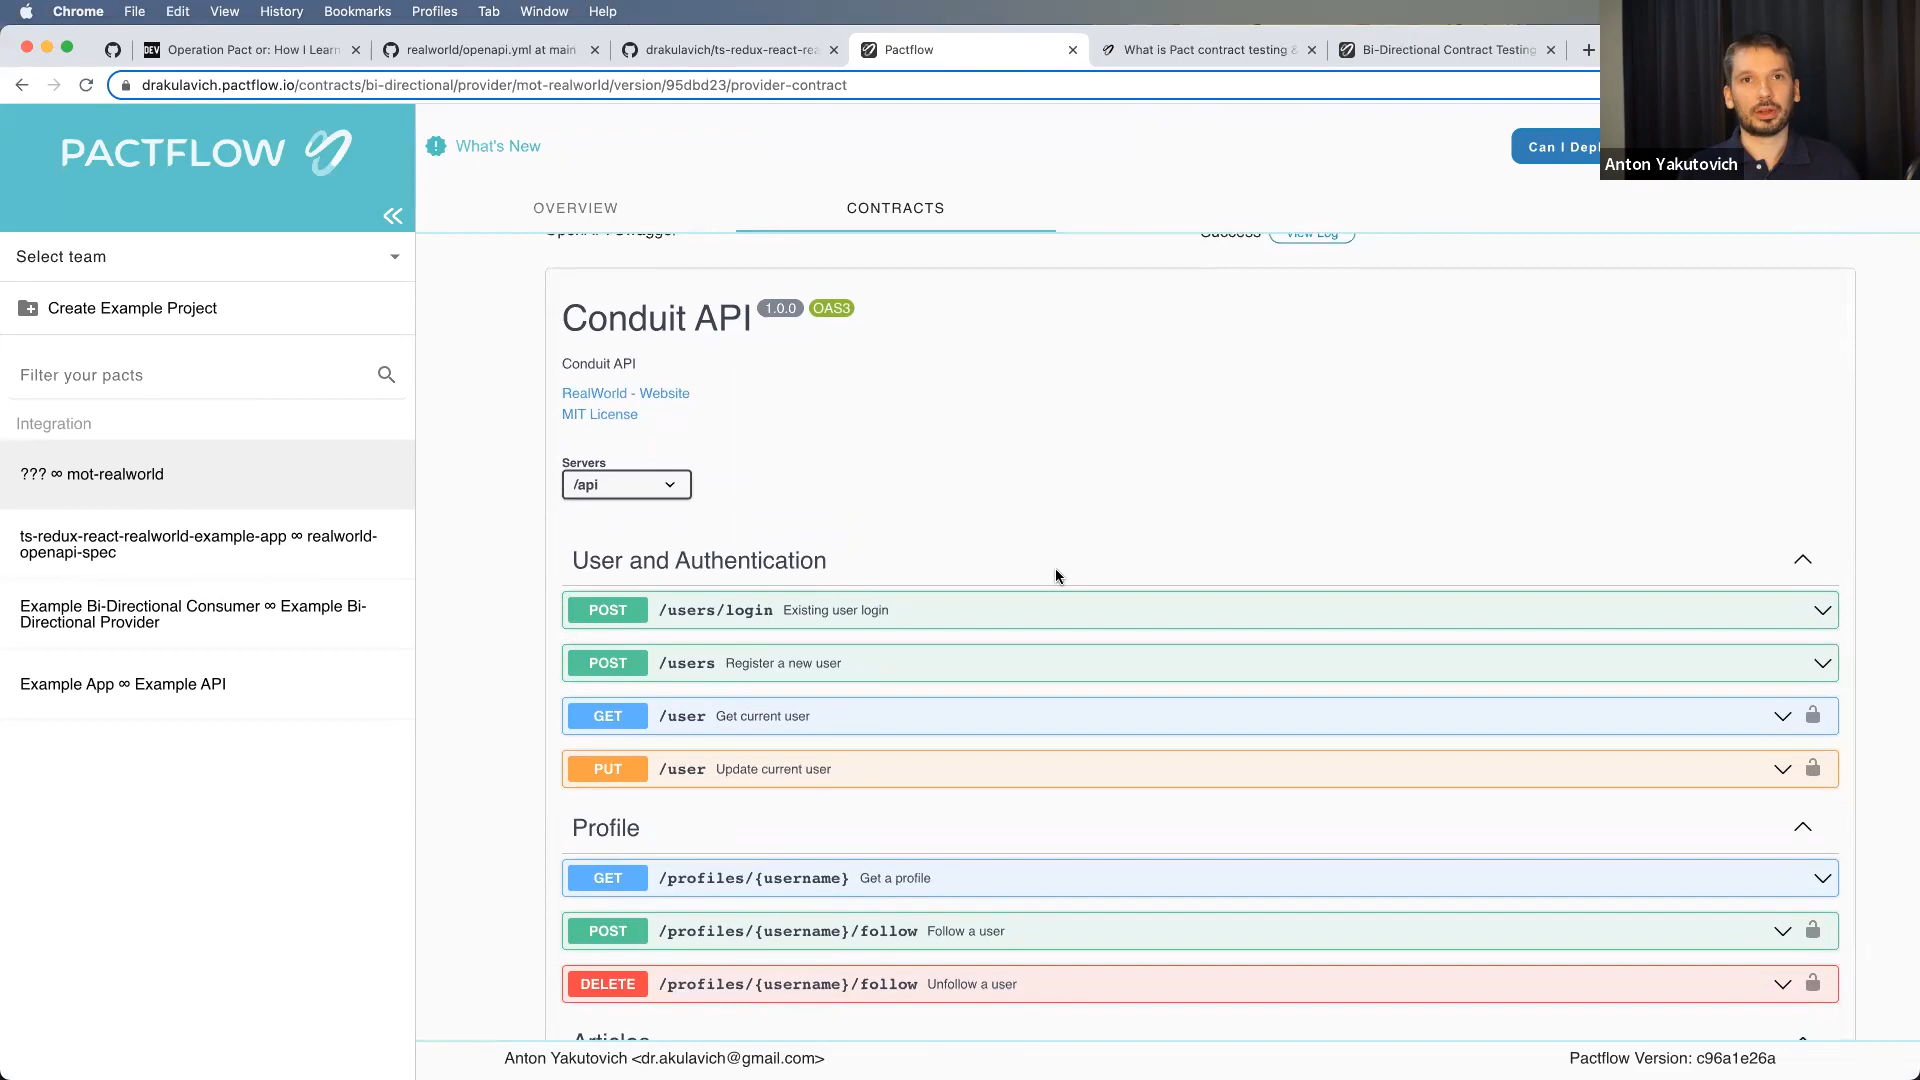 Chrome File Edit View History Bookmarks Profiles Tab Window Help
DEV Operation Pact or: How I Learn
realworld/openapi.yml at main
drakulavich/ts-redux-react-rea
Pactflow
What is Pact contract testing &
Bi-Directional Contract Testing
drakulavich.pactflow.io/contracts/bi-directional/provider/mot-realworld/version/95dbd23/provider-contract
Anton Yakutovich
PACTFLOW
What's New
Can I Depl
OVERVIEW
CONTRACTS
Select team
Create Example Project
Filter your pacts
Integration
??? ∞ mot-realworld
ts-redux-react-realworld-example-app ∞ realworld-
openapi-spec
Example Bi-Directional Consumer ∞ Example Bi-
Directional Provider
Example App ∞ Example API
Success View Log
Conduit API 1.0.0 OAS3
Conduit API
RealWorld - Website
MIT License
Servers
/api
User and Authentication
POST /users/login Existing user login
POST /users Register a new user
GET /user Get current user
PUT /user Update current user
Profile
GET /profiles/{username} Get a profile
POST /profiles/{username}/follow Follow a user
DELETE /profiles/{username}/follow Unfollow a user
Articles
Anton Yakutovich <dr.akulavich@gmail.com>
Pactflow Version: c96a1e26a